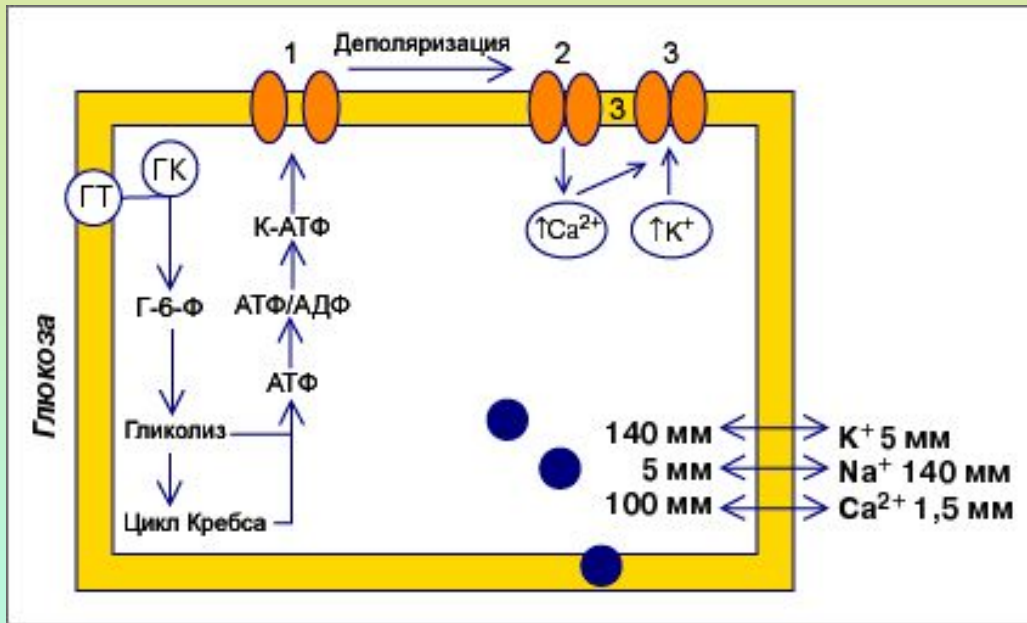 Деполяризация
1
2
3
3
ГК
ГТ
↑Ca²⁺
↑K⁺
К-АТФ
Г-6-Ф
АТФ/АДФ
Глюкоза
АТФ
Гликолиз
Цикл Кребса
140 мм
K⁺ 5 мм
5 мм
Na⁺ 140 мм
100 мм
Ca²⁺ 1,5 мм